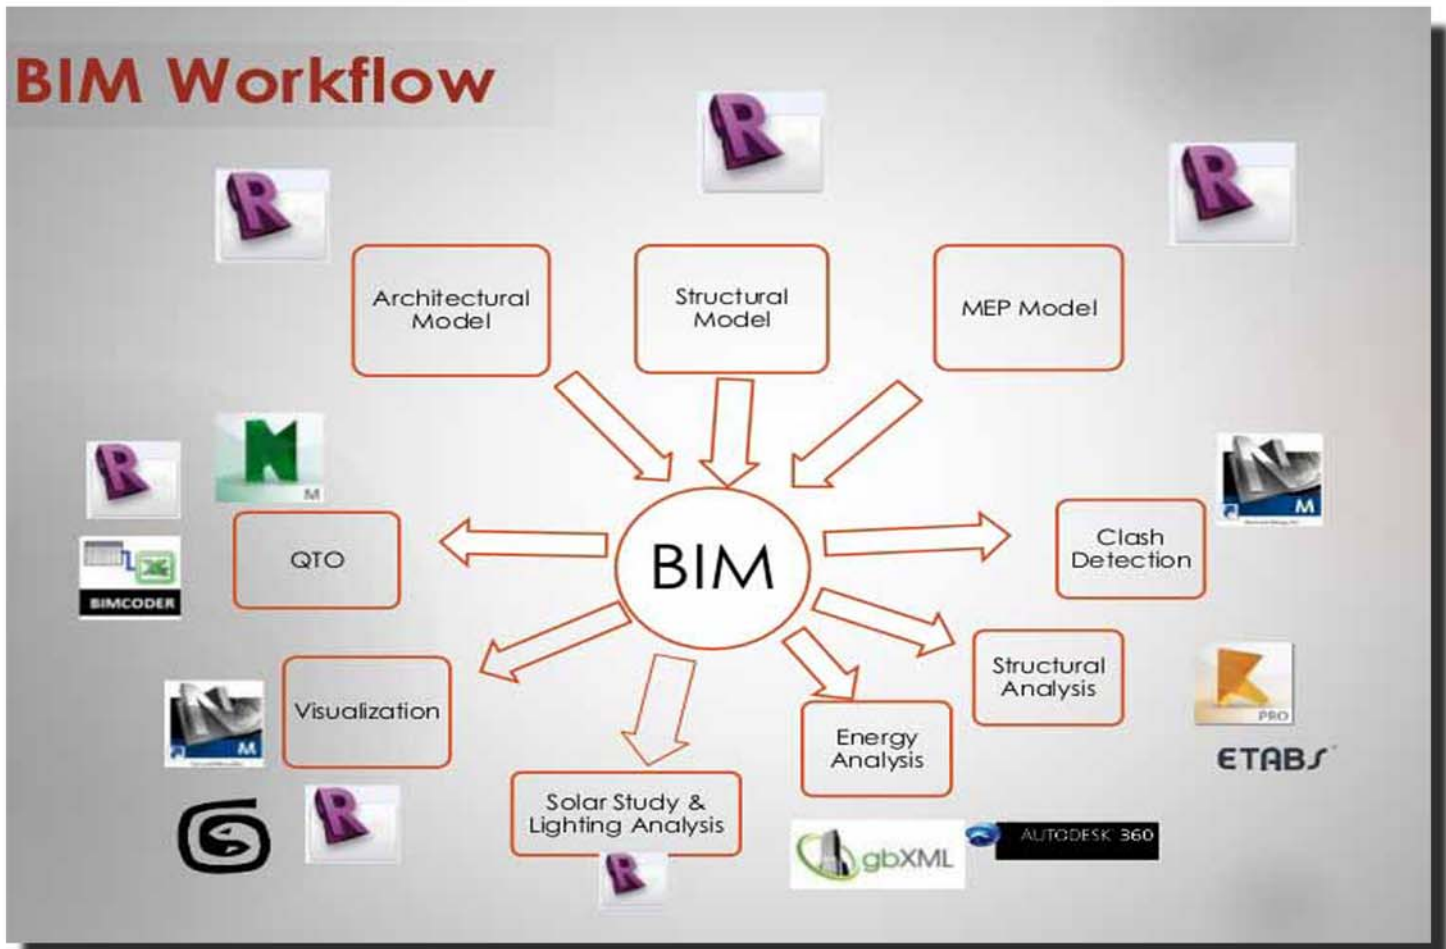 BIM Workflow
R
R
R
Architectural
Model
Structural
Model
MEP Model
R
N
M
N
M
QTO
BIM
Clash
Detection
BIMCODER
Structural
Analysis
PRO
N
M
Visualization
Energy
Analysis
ETABS
Solar Study &
Lighting Analysis
R
gbXML
AUTODESK 360
R